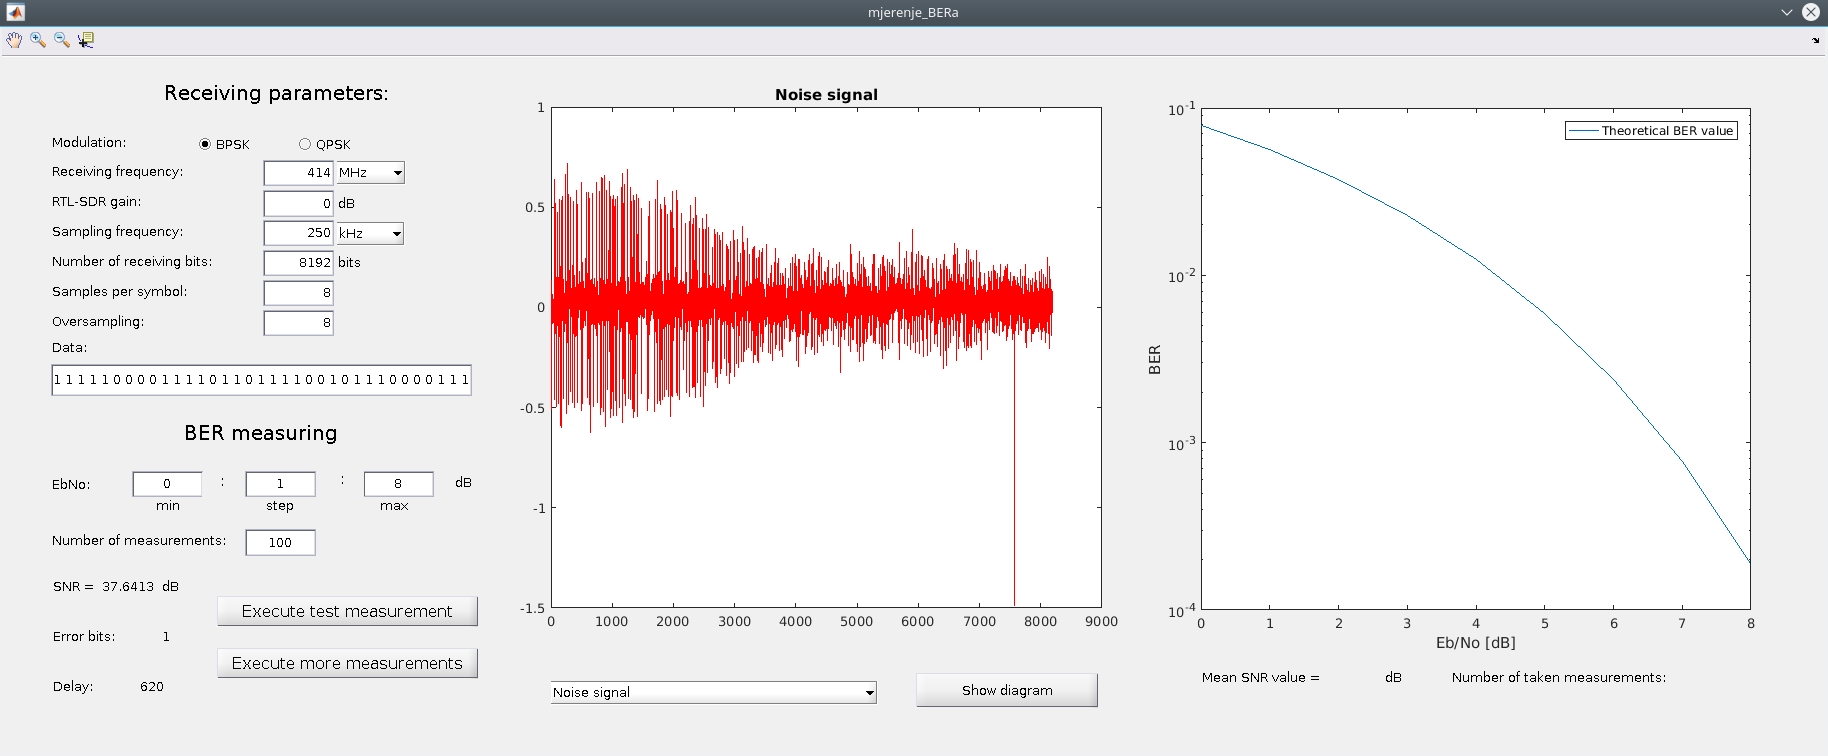 mjerenje_BERa
Receiving parameters:
Modulation: BPSK QPSK
Receiving frequency: 414 MHz
RTL-SDR gain: 0 dB
Sampling frequency: 250 kHz
Number of receiving bits: 8192 bits
Samples per symbol: 8
Oversampling: 8
Data:
1 1 1 1 1 0 0 0 0 1 1 1 1 0 1 1 0 1 1 1 1 0 0 1 0 1 1 1 0 0 0 0 1 1 1
BER measuring
EbNo: 0 : 1 : 8 dB
min step max
Number of measurements: 100
SNR = 37.6413 dB
Execute test measurement
Error bits: 1
Execute more measurements
Delay: 620
Noise signal
1
0.5
0
-0.5
-1
-1.5
0 1000 2000 3000 4000 5000 6000 7000 8000 9000
Noise signal
Show diagram
Theoretical BER value
10-1
10-2
10-3
10-4
BER
0 1 2 3 4 5 6 7 8
Eb/No [dB]
Mean SNR value = dB
Number of taken measurements: